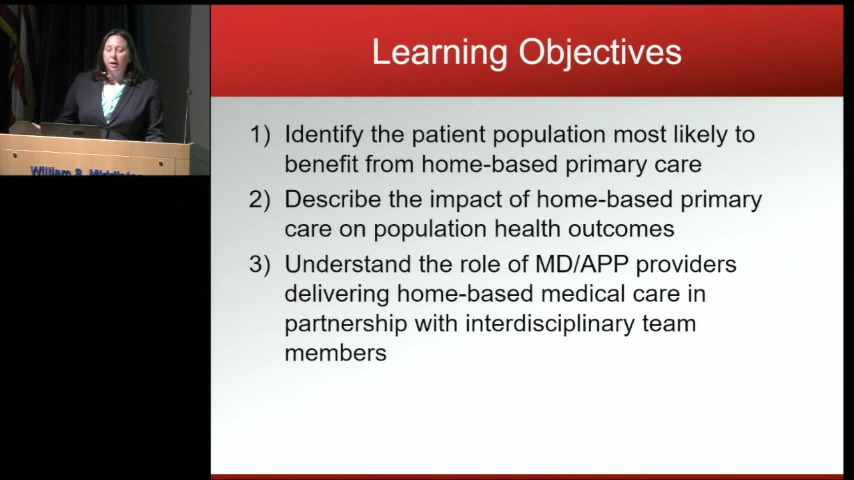 Learning Objectives
1) Identify the patient population most likely to
benefit from home-based primary care
2) Describe the impact of home-based primary
care on population health outcomes
3) Understand the role of MD/APP providers
delivering home-based medical care in
partnership with interdisciplinary team
members
William S. Middleton